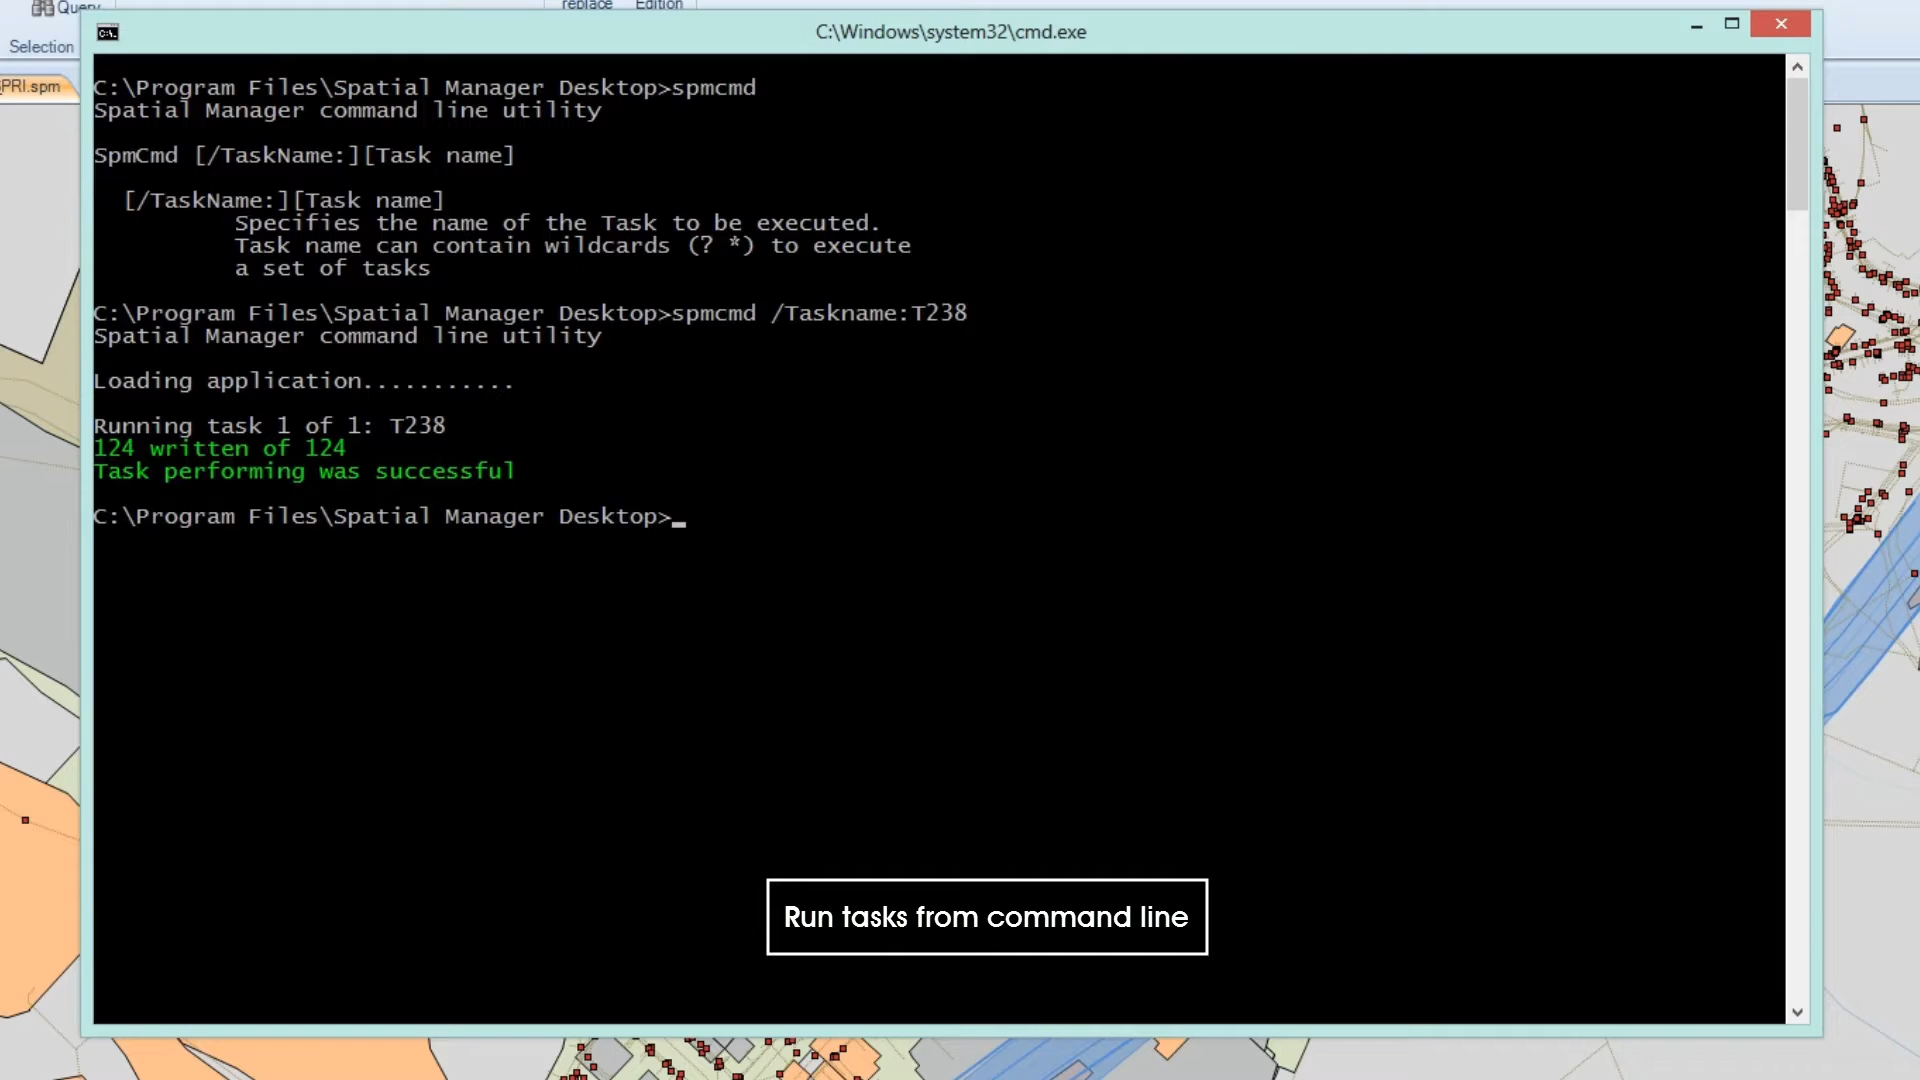 Query
replace Edition
Selection
C:\Windows\system32\cmd.exe
PRI.spm
C:\Program Files\Spatial Manager Desktop>spmcmd
Spatial Manager command line utility
SpmCmd [/TaskName:][Task name]
[/TaskName:][Task name]
Specifies the name of the Task to be executed.
Task name can contain wildcards (? *) to execute
a set of tasks
C:\Program Files\Spatial Manager Desktop>spmcmd /Taskname:T238
Spatial Manager command line utility
Loading application...........
Running task 1 of 1: T238
124 written of 124
Task performing was successful
C:\Program Files\Spatial Manager Desktop>_
Run tasks from command line